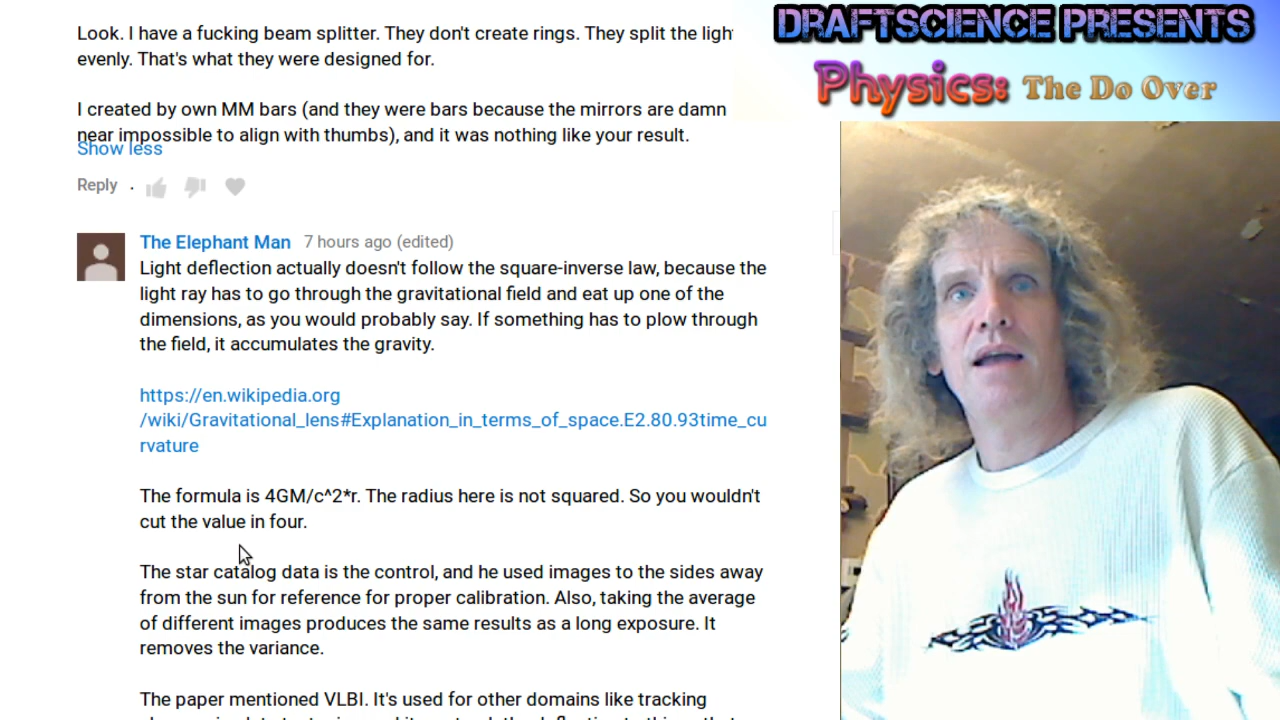 DRAFTSCIENCE PRESENTS
Physics: The Do Over
Look. I have a fucking beam splitter. They don't create rings. They split the light
evenly. That's what they were designed for.
I created by own MM bars (and they were bars because the mirrors are damn
near impossible to align with thumbs), and it was nothing like your result.
Show less
Reply .
The Elephant Man 7 hours ago (edited)
Light deflection actually doesn't follow the square-inverse law, because the
light ray has to go through the gravitational field and eat up one of the
dimensions, as you would probably say. If something has to plow through
the field, it accumulates the gravity.
https://en.wikipedia.org
/wiki/Gravitational_lens#Explanation_in_terms_of_space.E2.80.93time_cu
rvature
The formula is 4GM/c^2*r. The radius here is not squared. So you wouldn't
cut the value in four.
The star catalog data is the control, and he used images to the sides away
from the sun for reference for proper calibration. Also, taking the average
of different images produces the same results as a long exposure. It
removes the variance.
The paper mentioned VLBI. It's used for other domains like tracking